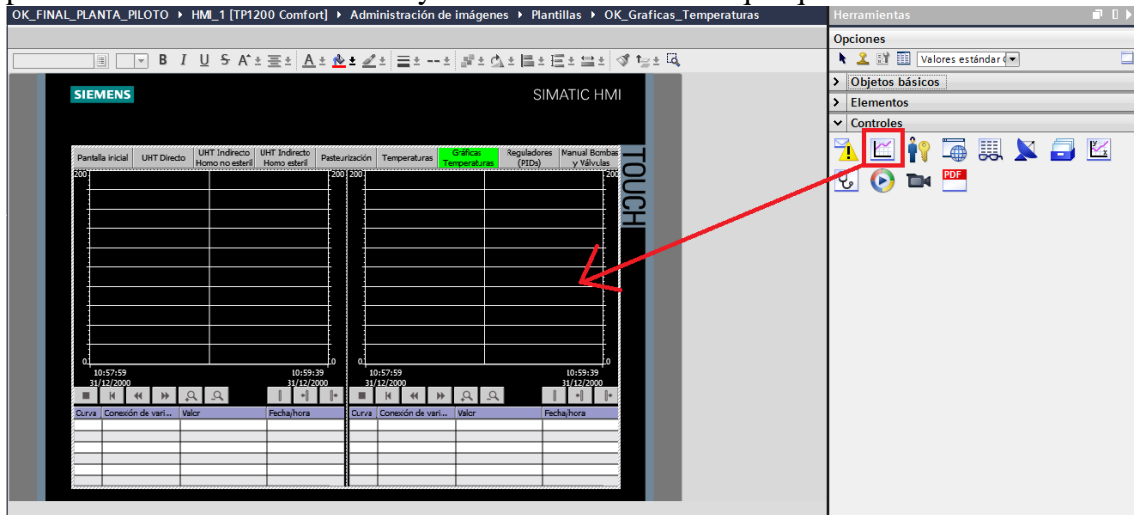 OK_FINAL_PLANTA_PILOTO ▸ HMI_1 [TP1200 Comfort] ▸ Administración de imágenes ▸ Plantillas ▸ OK_Graficas_Temperaturas
Herramientas
Opciones
Valores estándar
B I U S A
> Objetos básicos
> Elementos
Controles
PDF
SIEMENS
SIMATIC HMI
TOUCH
Pantalla inicial
UHT Directo
UHT Indirecto
Homo no esteril
UHT Indirecto
Homo esteril
Pasteurización
Temperaturas
Gráficas
Temperaturas
Reguladores
(PIDs)
Manual Bombas
y Válvulas
200 200 200 200
0 0 0 0
10:57:59 10:59:39 10:57:59 10:59:39
31/12/2000 31/12/2000 31/12/2000 31/12/2000
Curva Conexión de vari... Valor Fecha/hora Curva Conexión de vari... Valor Fecha/hora